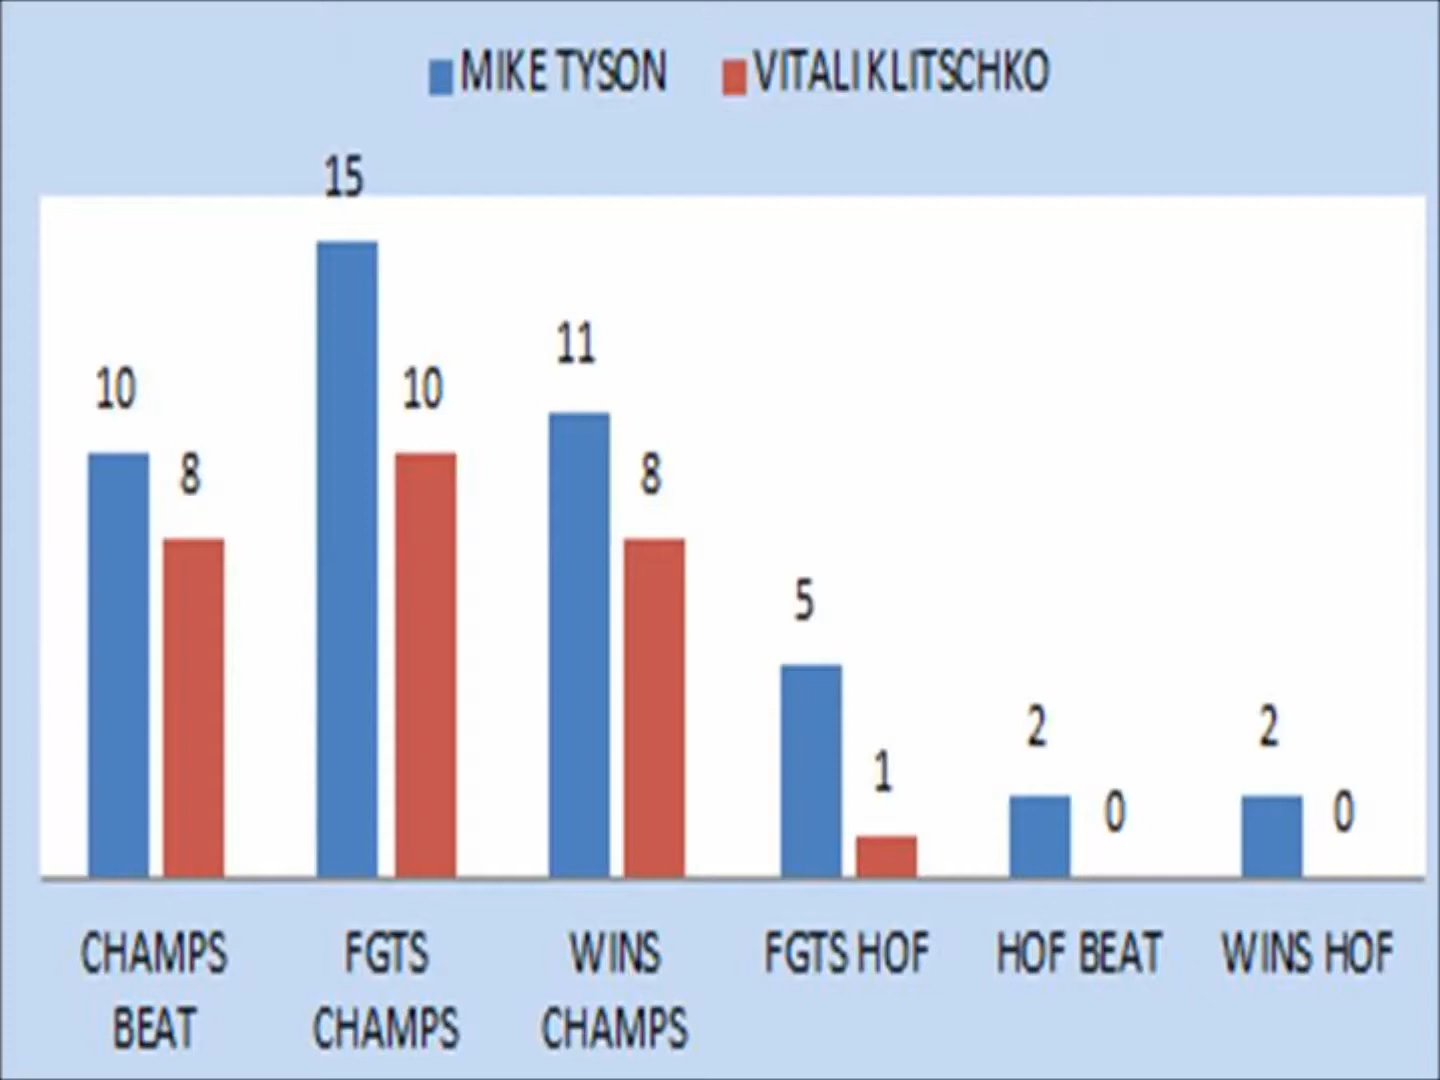 MIKE TYSON VITALI KLITSCHKO
15
11
10 10
8 8
5
2 2
1
0 0
CHAMPS FGTS WINS FGTS HOF HOF BEAT WINS HOF
BEAT CHAMPS CHAMPS